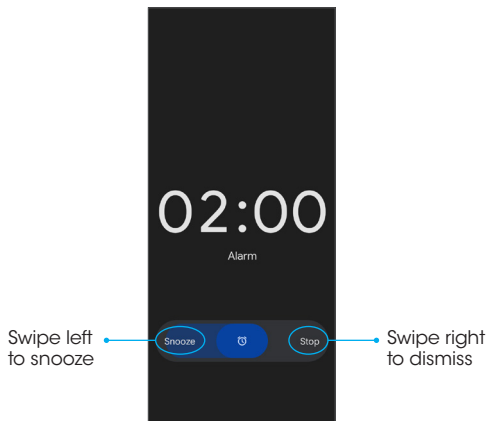 02:00
Alarm
Swipe left
to snooze
Snooze
Stop
Swipe right
to dismiss